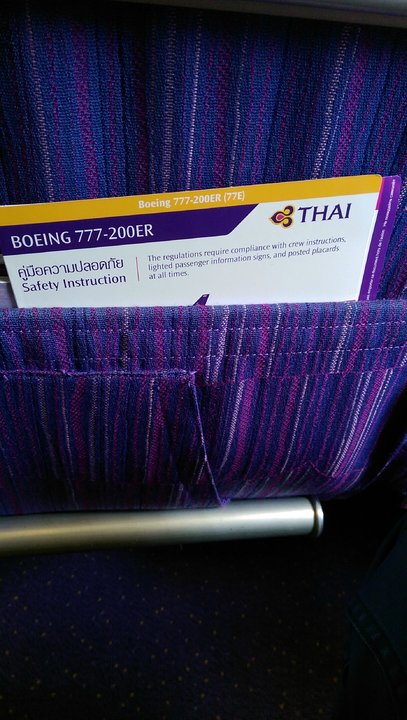 Boeing 777-200ER (77E)
BOEING 777-200ER
THAI
คู่มือความปลอดภัย
Safety Instruction
The regulations require compliance with crew instructions,
lighted passenger information signs, and posted placards
at all times.